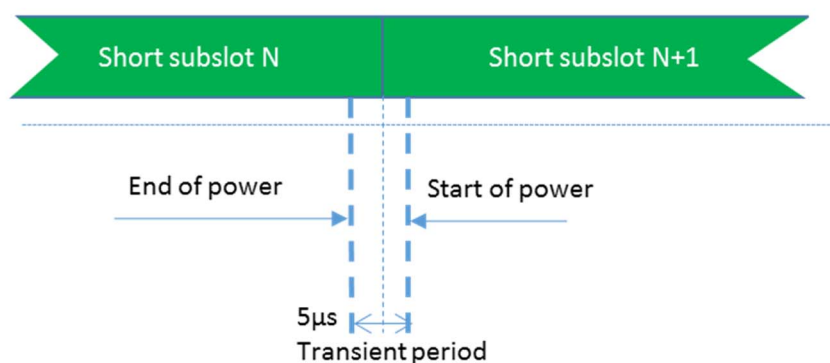 Short subslot N
Short subslot N+1
End of power
Start of power
5µs
Transient period